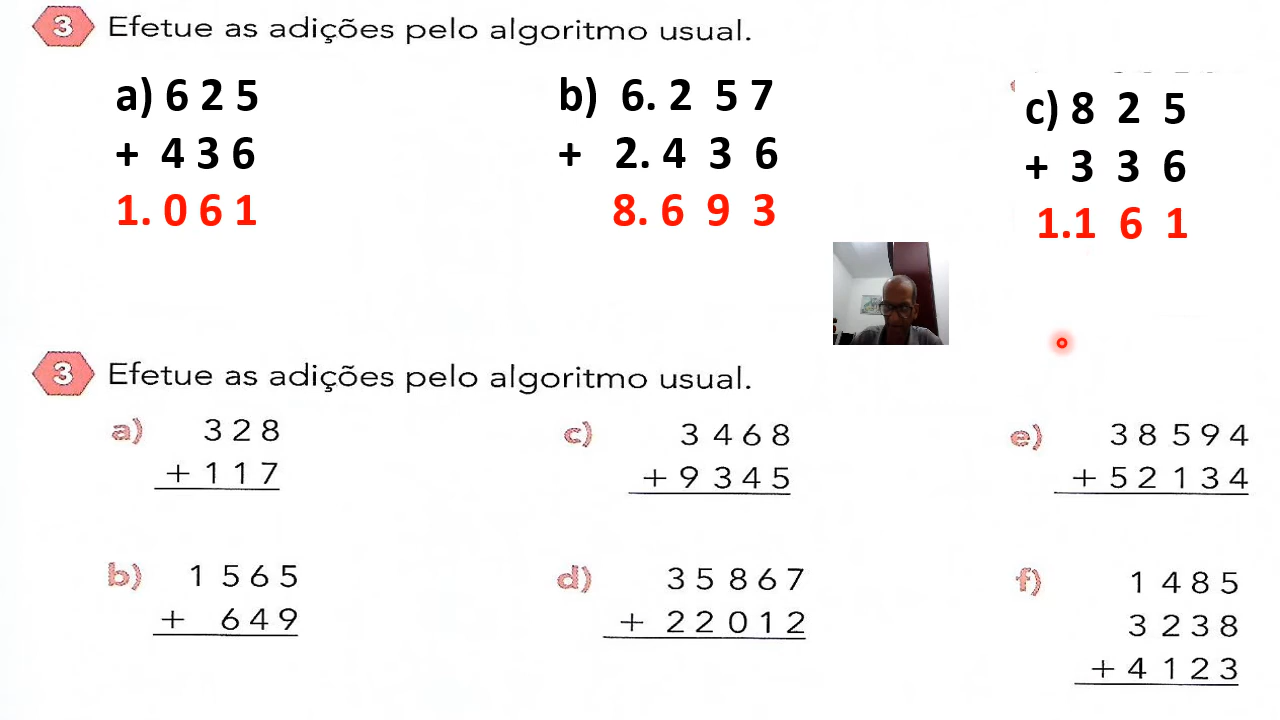 3 Efetue as adições pelo algoritmo usual.
a) 6 2 5
+ 4 3 6
1. 0 6 1
b) 6. 2 5 7
+ 2. 4 3 6
8. 6 9 3
c) 8 2 5
+ 3 3 6
1.1 6 1
3 Efetue as adições pelo algoritmo usual.
a) 3 2 8
+ 1 1 7
b) 1 5 6 5
+ 6 4 9
c) 3 4 6 8
+ 9 3 4 5
d) 3 5 8 6 7
+ 2 2 0 1 2
e) 3 8 5 9 4
+ 5 2 1 3 4
f) 1 4 8 5
3 2 3 8
+ 4 1 2 3